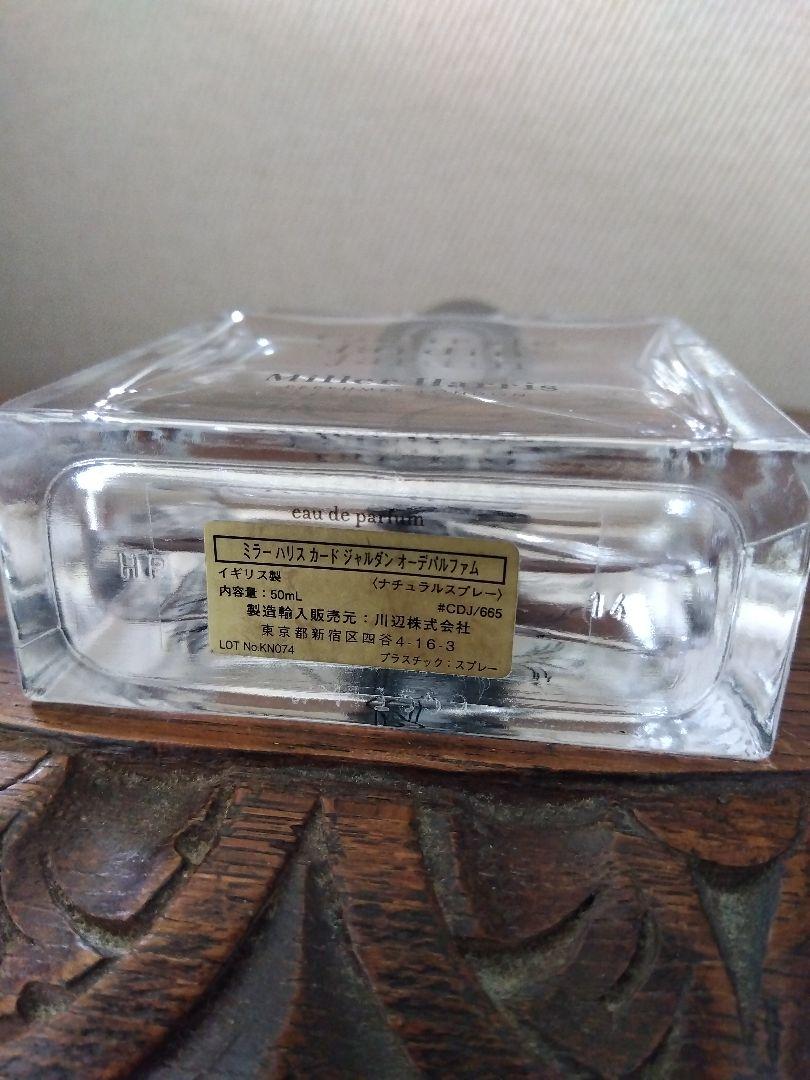 Miller Harris
eau de parfum
ミラー ハリス カード ジャルダン オーデパルファム
イギリス製 〈ナチュラルスプレー〉
内容量：50mL #CDJ/665
製造輸入販売元：川辺株式会社
東京都新宿区四谷4-16-3
LOT No.KN074 プラスチック：スプレー
HP 14